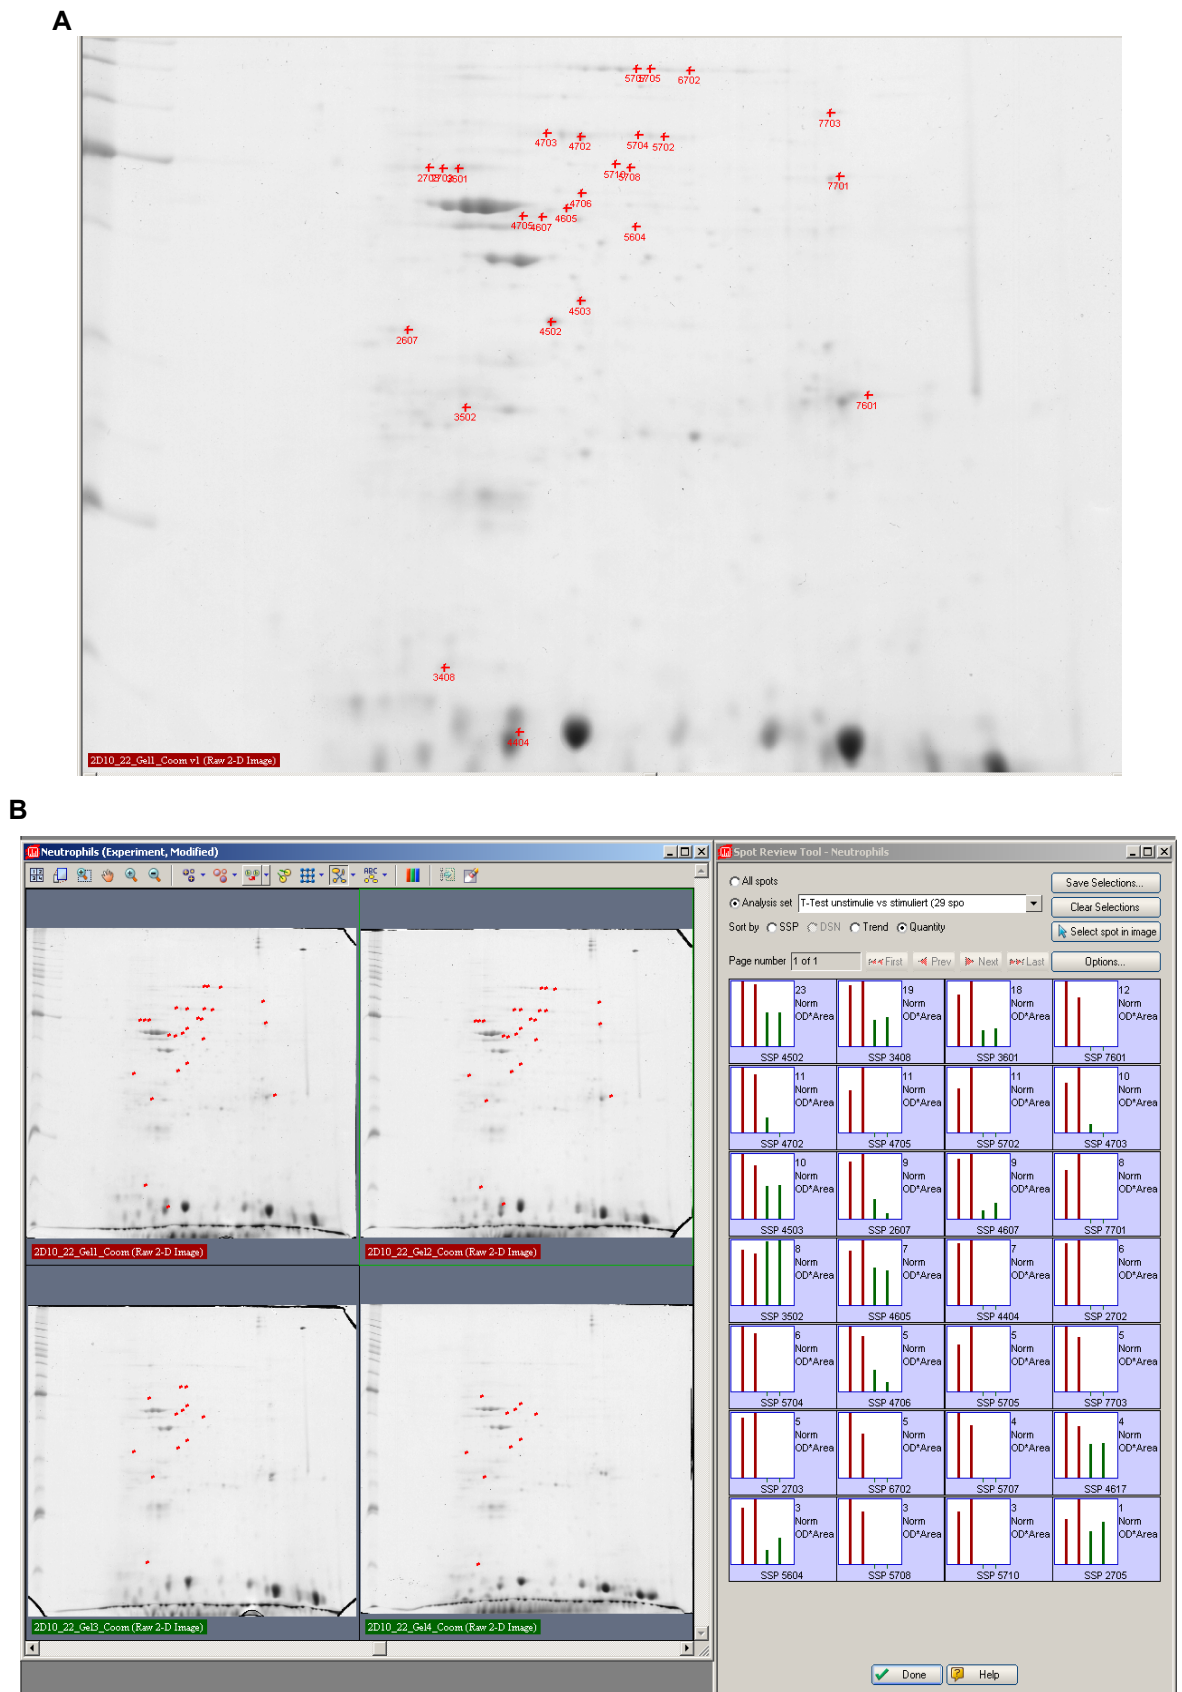 A
5707 5705 6702
7703
4703 4702 5704 5702
2703 3601 5710 5708
7701
4706
4605
4705 4607
5604
4503
4502
2607
7601
3502
3408
4404
2D10_22_Gel1_Coom v1 (Raw 2-D Image)
B
Neutrophils (Experiment, Modified)
2D10_22_Gel1_Coom (Raw 2-D Image)
2D10_22_Gel2_Coom (Raw 2-D Image)
2D10_22_Gel3_Coom (Raw 2-D Image)
2D10_22_Gel4_Coom (Raw 2-D Image)
Spot Review Tool - Neutrophils
All spots
Save Selections...
Analysis set T-Test unstimulie vs stimuliert (29 spo
Clear Selections
Sort by SSP DSN Trend Quantity
Select spot in image
Page number 1 of 1 First Prev Next Last Options...
23 19 18 12
Norm Norm Norm Norm
OD*Area OD*Area OD*Area OD*Area
SSP 4502 SSP 3408 SSP 3601 SSP 7601
11 11 11 10
Norm Norm Norm Norm
OD*Area OD*Area OD*Area OD*Area
SSP 4702 SSP 4705 SSP 5702 SSP 4703
10 9 9 8
Norm Norm Norm Norm
OD*Area OD*Area OD*Area OD*Area
SSP 4503 SSP 2607 SSP 4607 SSP 7701
8 7 7 6
Norm Norm Norm Norm
OD*Area OD*Area OD*Area OD*Area
SSP 3502 SSP 4605 SSP 4404 SSP 2702
6 5 5 5
Norm Norm Norm Norm
OD*Area OD*Area OD*Area OD*Area
SSP 5704 SSP 4706 SSP 5705 SSP 7703
5 5 4 4
Norm Norm Norm Norm
OD*Area OD*Area OD*Area OD*Area
SSP 2703 SSP 6702 SSP 5707 SSP 4617
3 3 3 1
Norm Norm Norm Norm
OD*Area OD*Area OD*Area OD*Area
SSP 5604 SSP 5708 SSP 5710 SSP 2705
Done Help